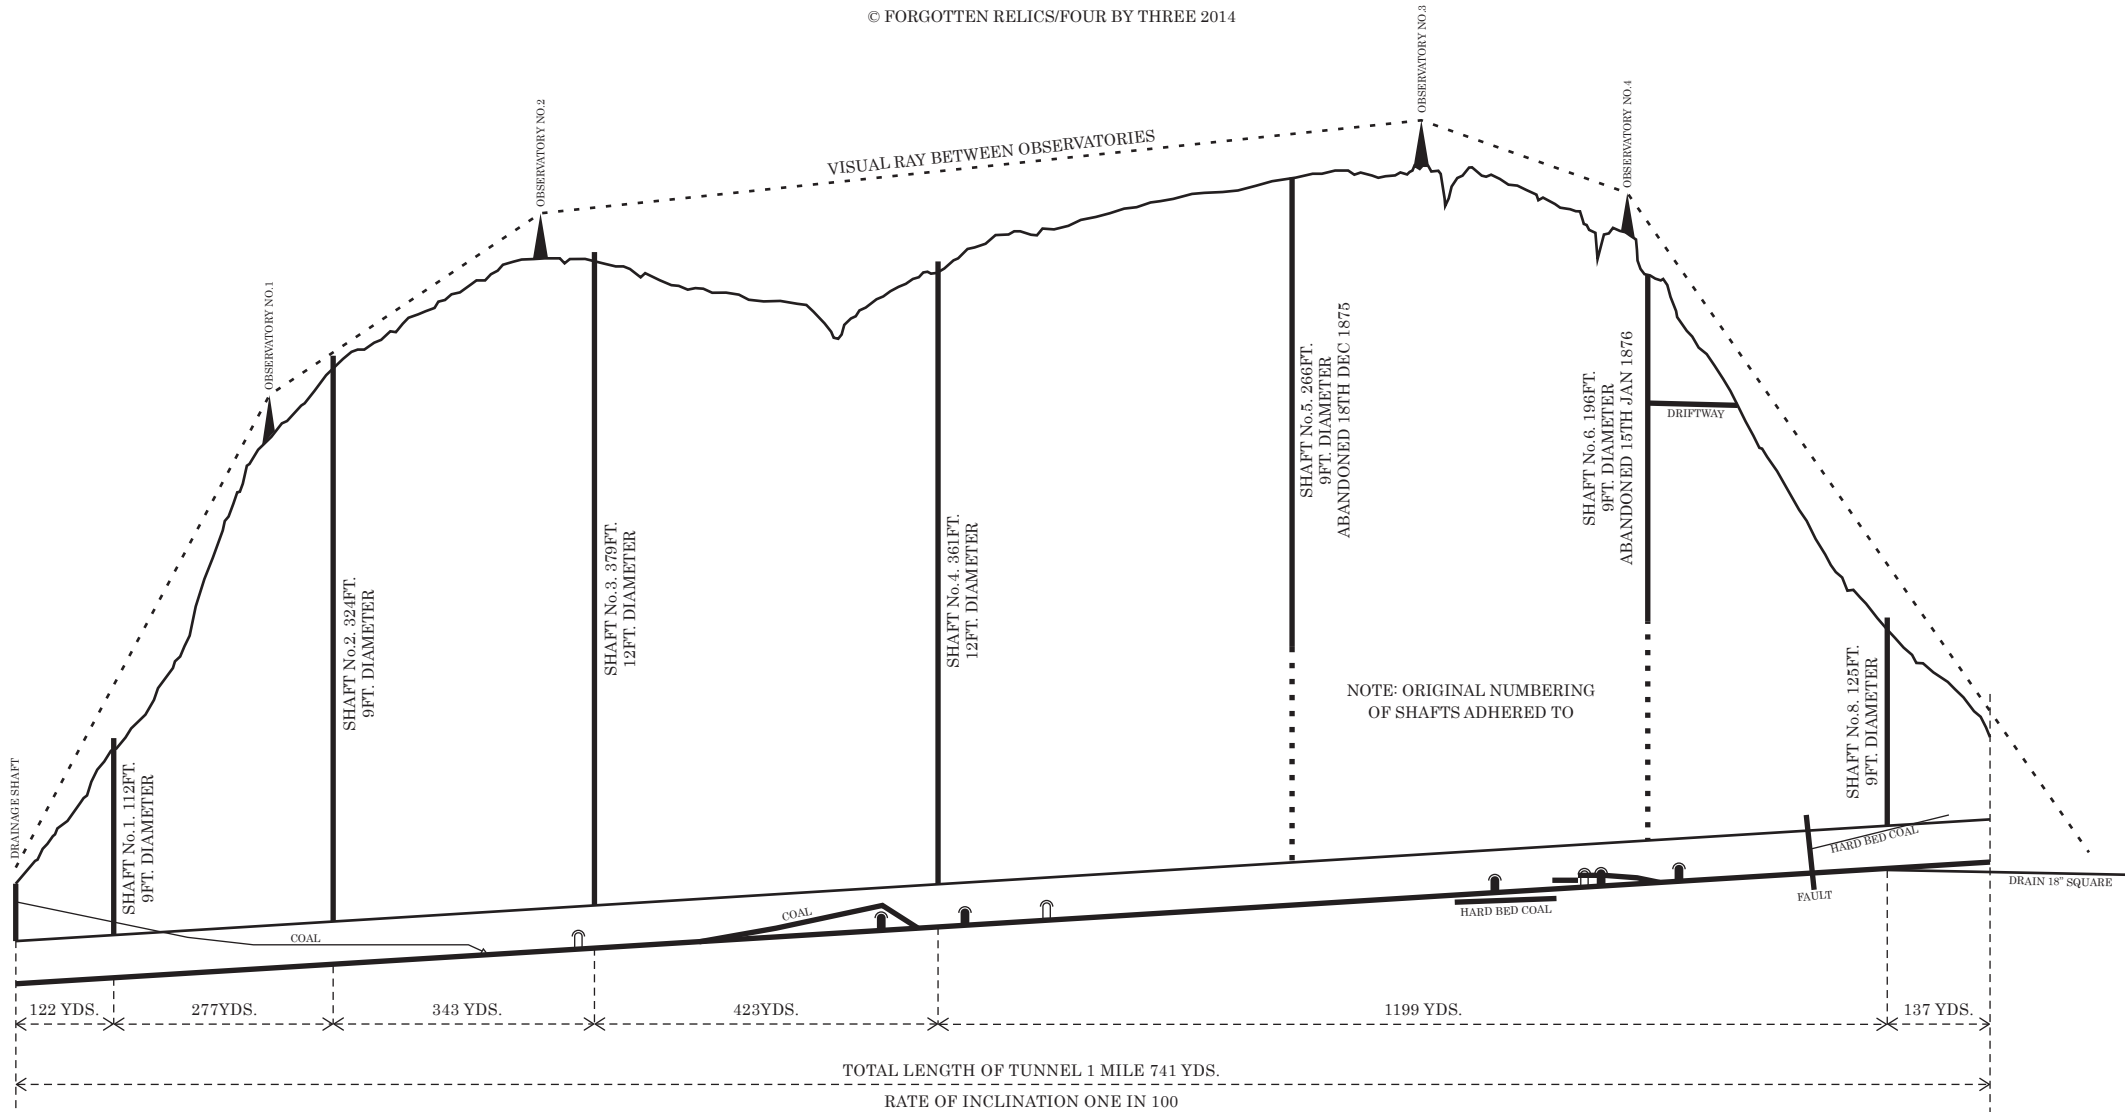 © FORGOTTEN RELICS/FOUR BY THREE 2014
OBSERVATORY NO.3
OBSERVATORY NO.4
OBSERVATORY NO.2
VISUAL RAY BETWEEN OBSERVATORIES
OBSERVATORY NO.1
DRAINAGE SHAFT
SHAFT No.1. 112FT.
9FT. DIAMETER
SHAFT No.2. 324FT.
9FT. DIAMETER
SHAFT No.3. 379FT.
12FT. DIAMETER
SHAFT No.4. 361FT.
12FT. DIAMETER
SHAFT No.5. 266FT.
9FT. DIAMETER
ABANDONED 18TH DEC 1875
SHAFT No.6. 196FT.
9FT. DIAMETER
ABANDONED 15TH JAN 1876
DRIFTWAY
NOTE: ORIGINAL NUMBERING
OF SHAFTS ADHERED TO
SHAFT No.8. 125FT.
9FT. DIAMETER
COAL
COAL
HARD BED COAL
FAULT
HARD BED COAL
DRAIN 18" SQUARE
122 YDS.
277YDS.
343 YDS.
423YDS.
1199 YDS.
137 YDS.
TOTAL LENGTH OF TUNNEL 1 MILE 741 YDS.
RATE OF INCLINATION ONE IN 100